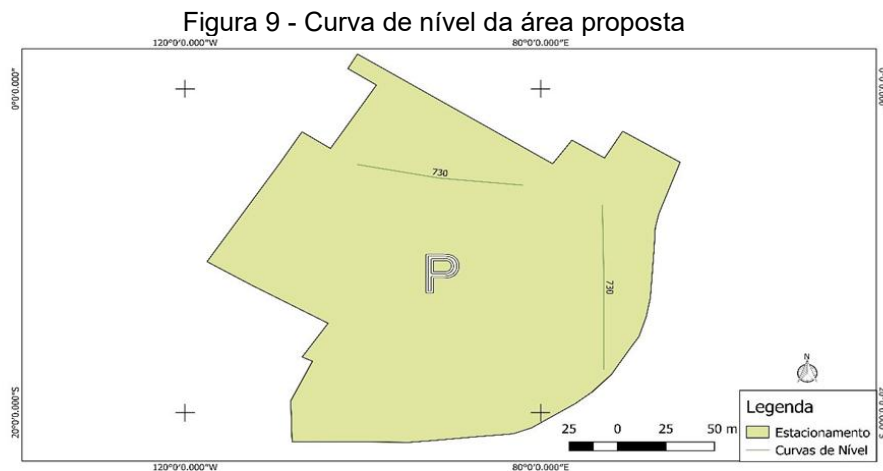 Figura 9 - Curva de nível da área proposta
120°0'0.000"W
80°0'0.000"E
0°0'0.000"
730
P
730
20°0'0.000"S
N
25 0 25 50 m
Legenda
Estacionamento
Curvas de Nível
120°0'0.000"W
80°0'0.000"E